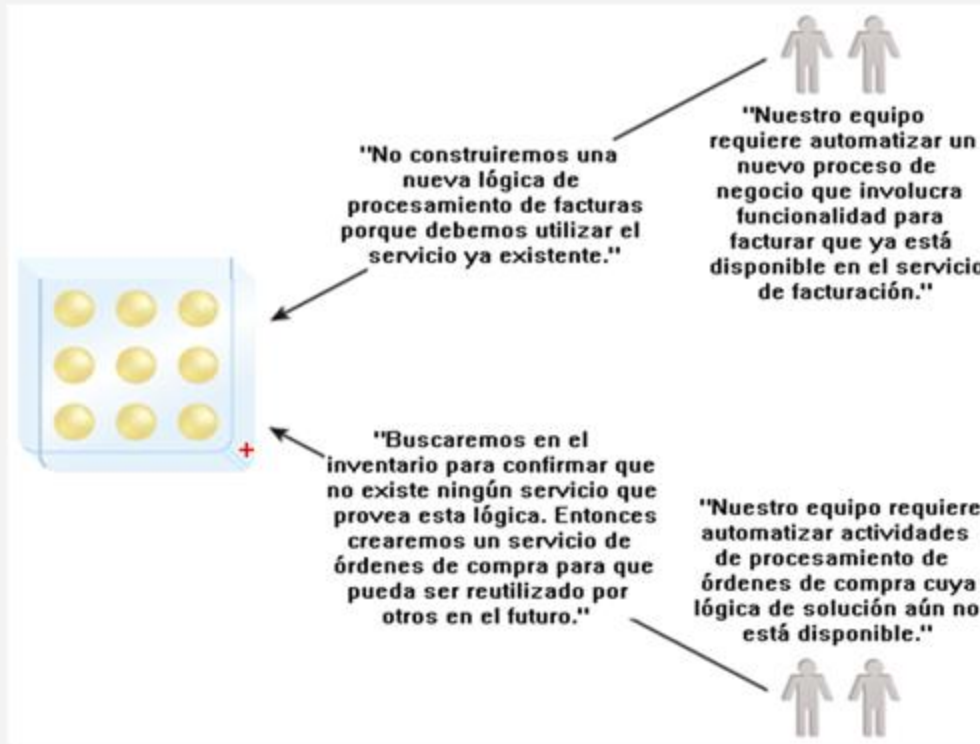 "Nuestro equipo
requiere automatizar un
nuevo proceso de
negocio que involucra
funcionalidad para
facturar que ya está
disponible en el servicio
de facturación."
"No construiremos una
nueva lógica de
procesamiento de facturas
porque debemos utilizar el
servicio ya existente."
"Buscaremos en el
inventario para confirmar que
no existe ningún servicio que
provea esta lógica. Entonces
crearemos un servicio de
órdenes de compra para que
pueda ser reutilizado por
otros en el futuro."
"Nuestro equipo requiere
automatizar actividades
de procesamiento de
órdenes de compra cuya
lógica de solución aún no
está disponible."